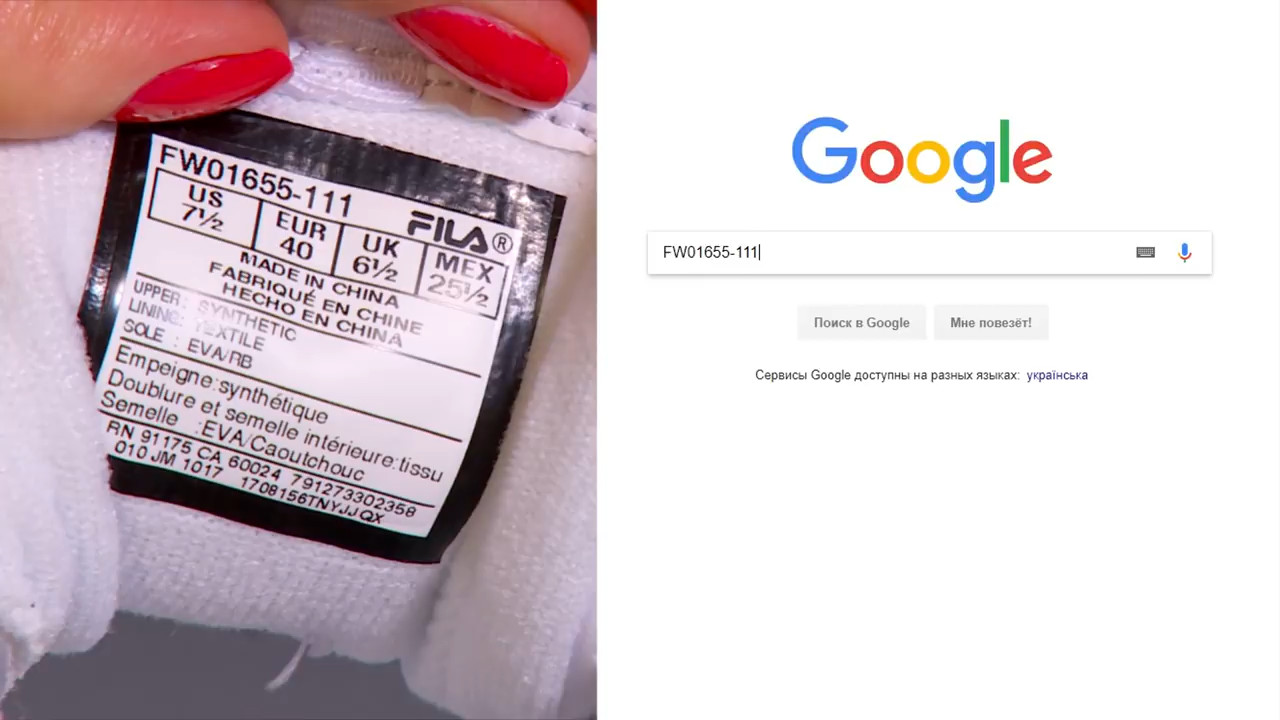 FW01655-111
FILA®
US
7½
EUR
40
UK
6½
MEX
25½
MADE IN CHINA
FABRIQUÉ EN CHINE
HECHO EN CHINA
UPPER: SYNTHETIC
LINING: TEXTILE
SOLE : EVA/RB
Empeigne:synthétique
Doublure et semelle intérieure:tissu
Semelle :EVA/Caoutchouc
RN 91175 CA 60024 791273302358
010 JM 1017 1708156TNYJJQX
Google
FW01655-111
Поиск в Google
Мне повезёт!
Сервисы Google доступны на разных языках: українська